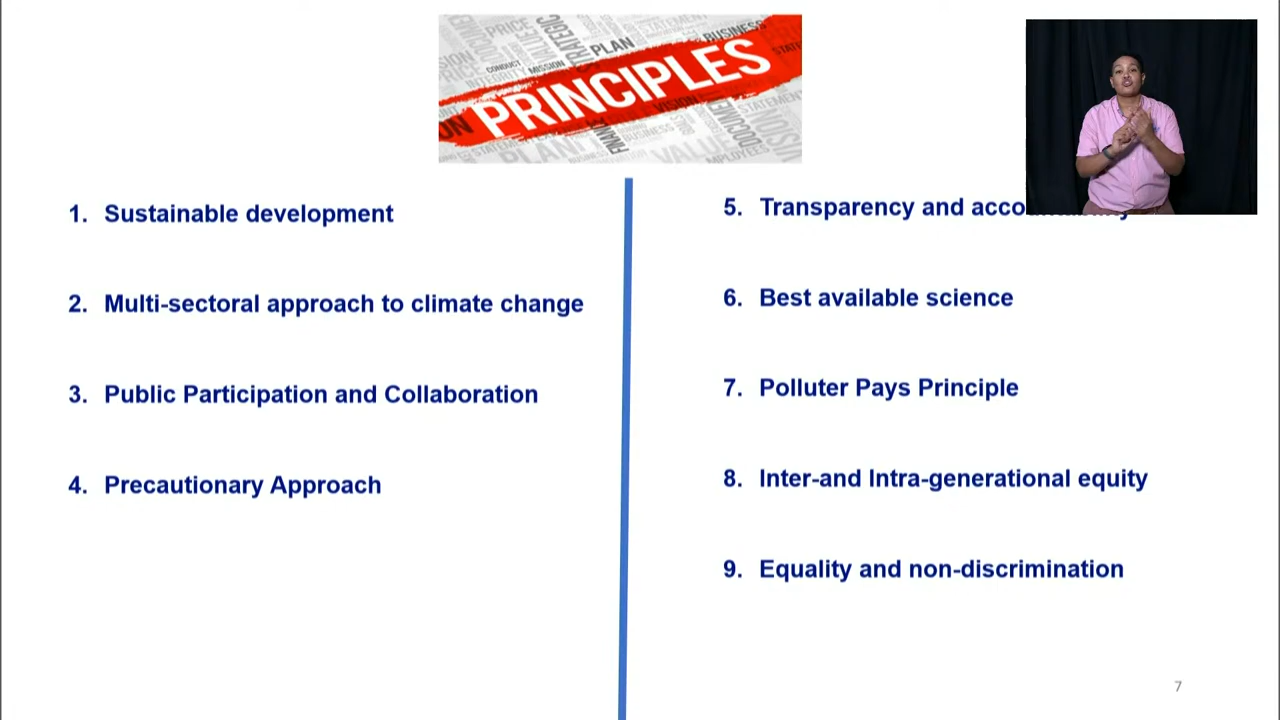 PRINCIPLES
1. Sustainable development
2. Multi-sectoral approach to climate change
3. Public Participation and Collaboration
4. Precautionary Approach
5. Transparency and
6. Best available science
7. Polluter Pays Principle
8. Inter-and Intra-generational equity
9. Equality and non-discrimination
7